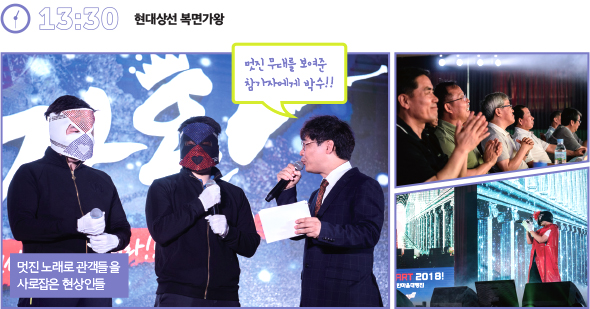 13:30 현대상선 복면가왕
멋진 무대를 보여준
참가자에게 박수!!
멋진 노래로 관객들을
사로잡은 현상인들
ART 2018!